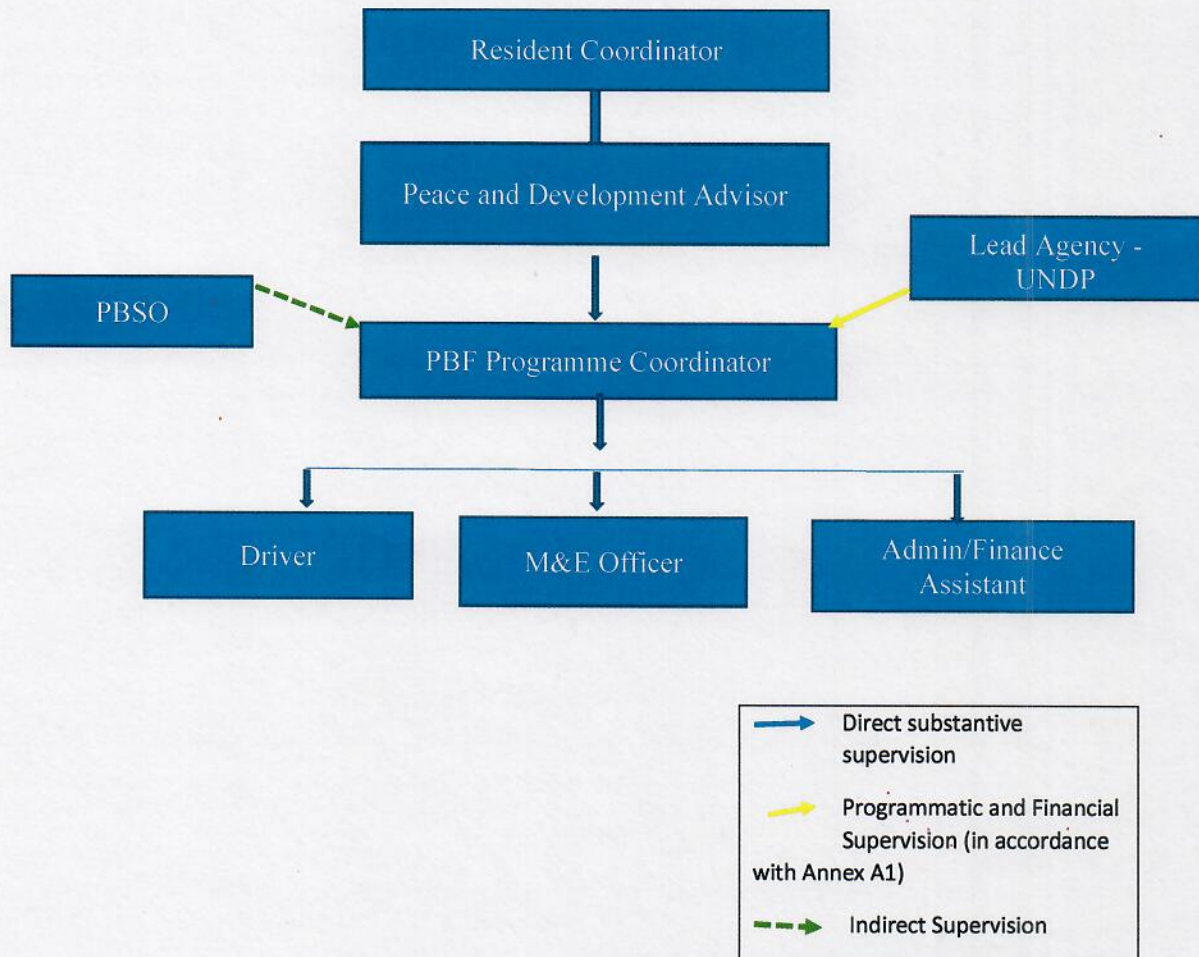 Resident Coordinator
Peace and Development Advisor
Lead Agency -
UNDP
PBSO
PBF Programme Coordinator
Driver
M&E Officer
Admin/Finance
Assistant
Direct substantive
supervision
Programmatic and Financial
Supervision (in accordance
with Annex A1)
Indirect Supervision